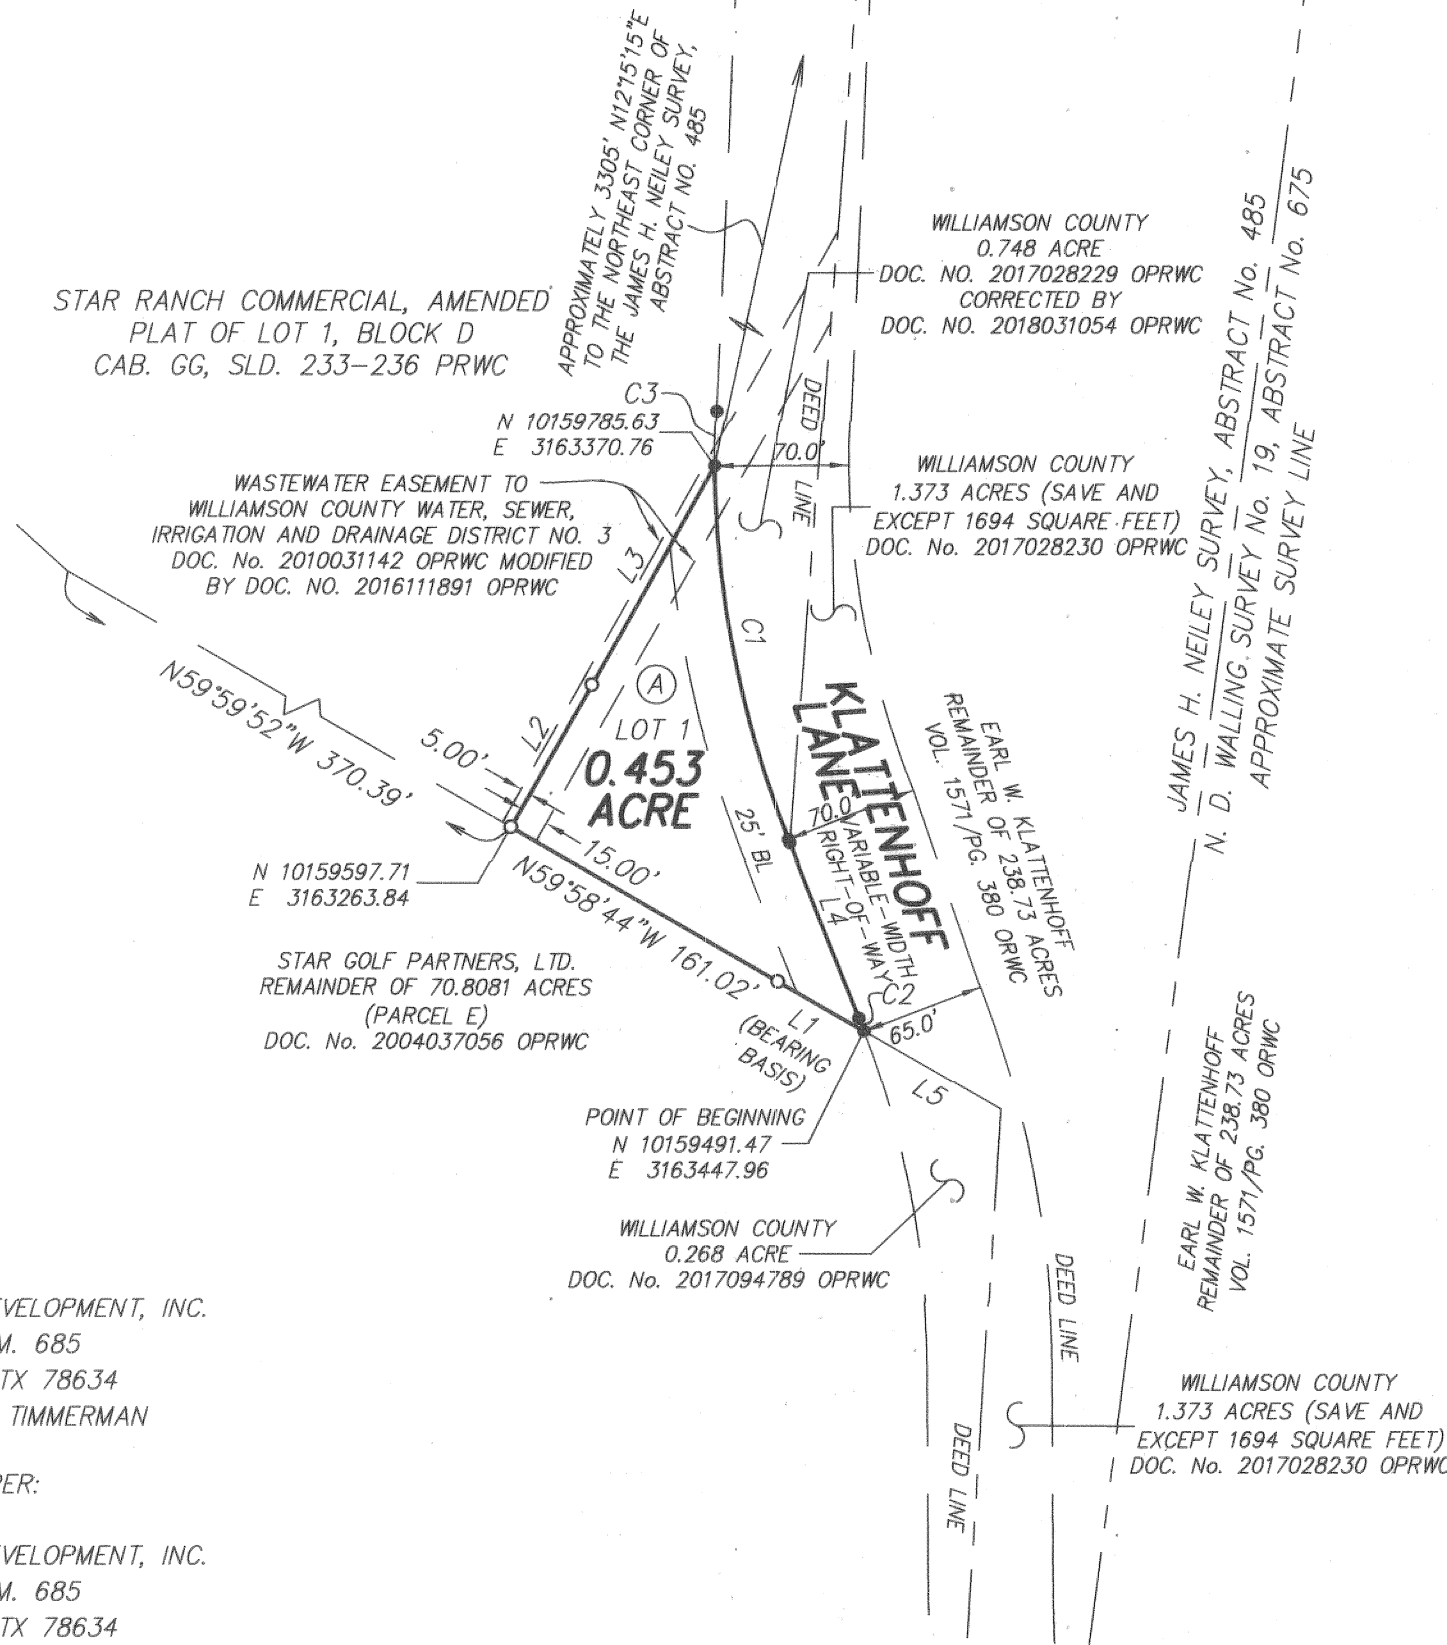 APPROXIMATELY 3305' N12°15'15"E
TO THE NORTHEAST CORNER OF
THE JAMES H. NEILEY SURVEY,
ABSTRACT NO. 485
WILLIAMSON COUNTY
0.748 ACRE
DOC. NO. 2017028229 OPRWC
CORRECTED BY
DOC. NO. 2018031054 OPRWC
STAR RANCH COMMERCIAL, AMENDED
PLAT OF LOT 1, BLOCK D
CAB. GG, SLD. 233-236 PRWC
C3
N 10159785.63
E 3163370.76
DEED LINE
70.0'
WILLIAMSON COUNTY
1.373 ACRES (SAVE AND
EXCEPT 1694 SQUARE FEET)
DOC. No. 2017028230 OPRWC
JAMES H. NEILEY SURVEY, ABSTRACT No. 485
N. D. WALLING SURVEY No. 19, ABSTRACT No. 675
APPROXIMATE SURVEY LINE
WASTEWATER EASEMENT TO
WILLIAMSON COUNTY WATER, SEWER,
IRRIGATION AND DRAINAGE DISTRICT NO. 3
DOC. No. 2010031142 OPRWC MODIFIED
BY DOC. NO. 2016111891 OPRWC
L3
C1
N59°59'52"W 370.39'
5.00'
L2
A
LOT 1
0.453
ACRE
25' BL
KLATTENHOFF
LANE
70.0'
VARIABLE-WIDTH
RIGHT-OF-WAY
L4
EARL W. KLATTENHOFF
REMAINDER OF 238.73 ACRES
VOL. 1571/PG. 380 ORWC
15.00'
N59°58'44"W 161.02'
N 10159597.71
E 3163263.84
STAR GOLF PARTNERS, LTD.
REMAINDER OF 70.8081 ACRES
(PARCEL E)
DOC. No. 2004037056 OPRWC
C2
65.0'
L1
(BEARING
BASIS)
L5
POINT OF BEGINNING
N 10159491.47
E 3163447.96
EARL W. KLATTENHOFF
REMAINDER OF 238.73 ACRES
VOL. 1571/PG. 380 ORWC
WILLIAMSON COUNTY
0.268 ACRE
DOC. No. 2017094789 OPRWC
DEED LINE
DEED LINE
WILLIAMSON COUNTY
1.373 ACRES (SAVE AND
EXCEPT 1694 SQUARE FEET)
DOC. No. 2017028230 OPRWC
EVELOPMENT, INC.
M. 685
TX 78634
TIMMERMAN
PER:
EVELOPMENT, INC.
M. 685
TX 78634